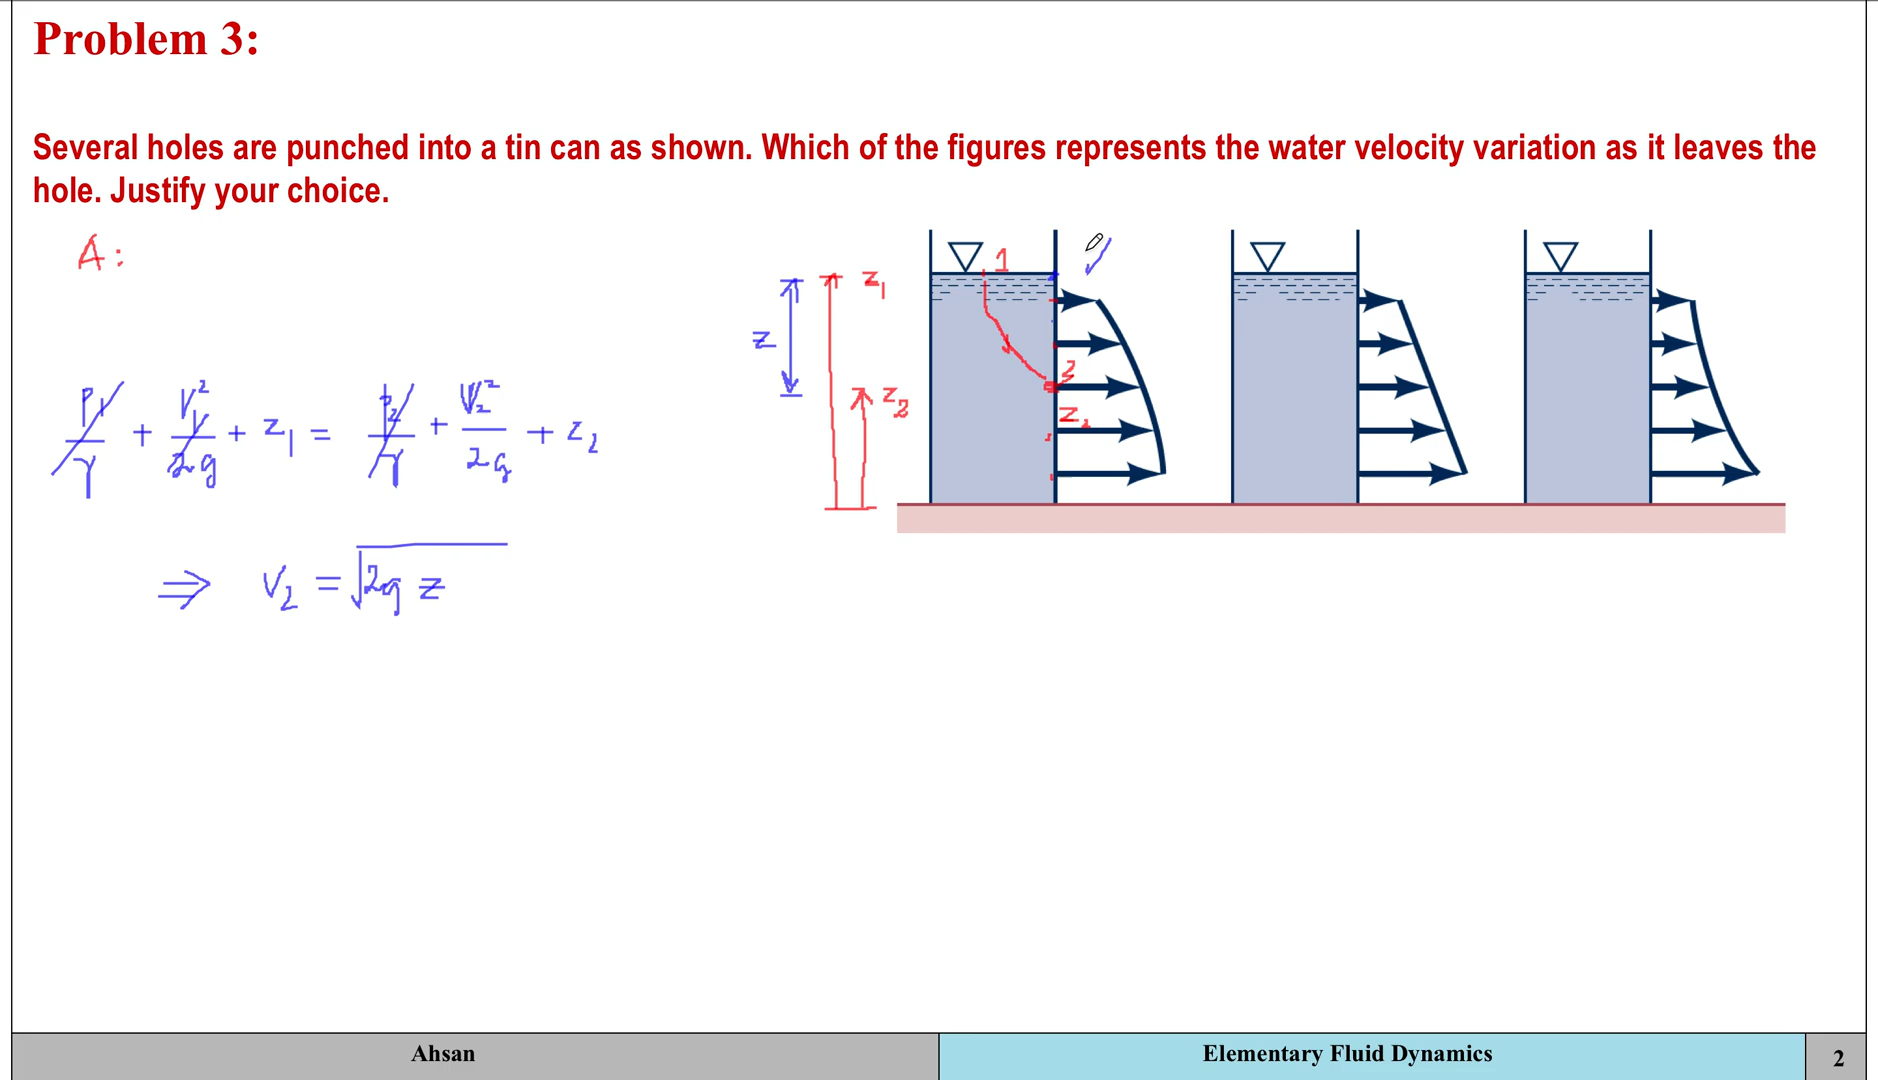 Problem 3:
Several holes are punched into a tin can as shown. Which of the figures represents the water velocity variation as it leaves the
hole. Justify your choice.
A:
1
z z₁
2
z₂
z₂
p₁/γ + V₁²/2g + z₁ = p₂/γ + V₂²/2g + z₂
⇒ V₂ = √2g z
Ahsan Elementary Fluid Dynamics 2